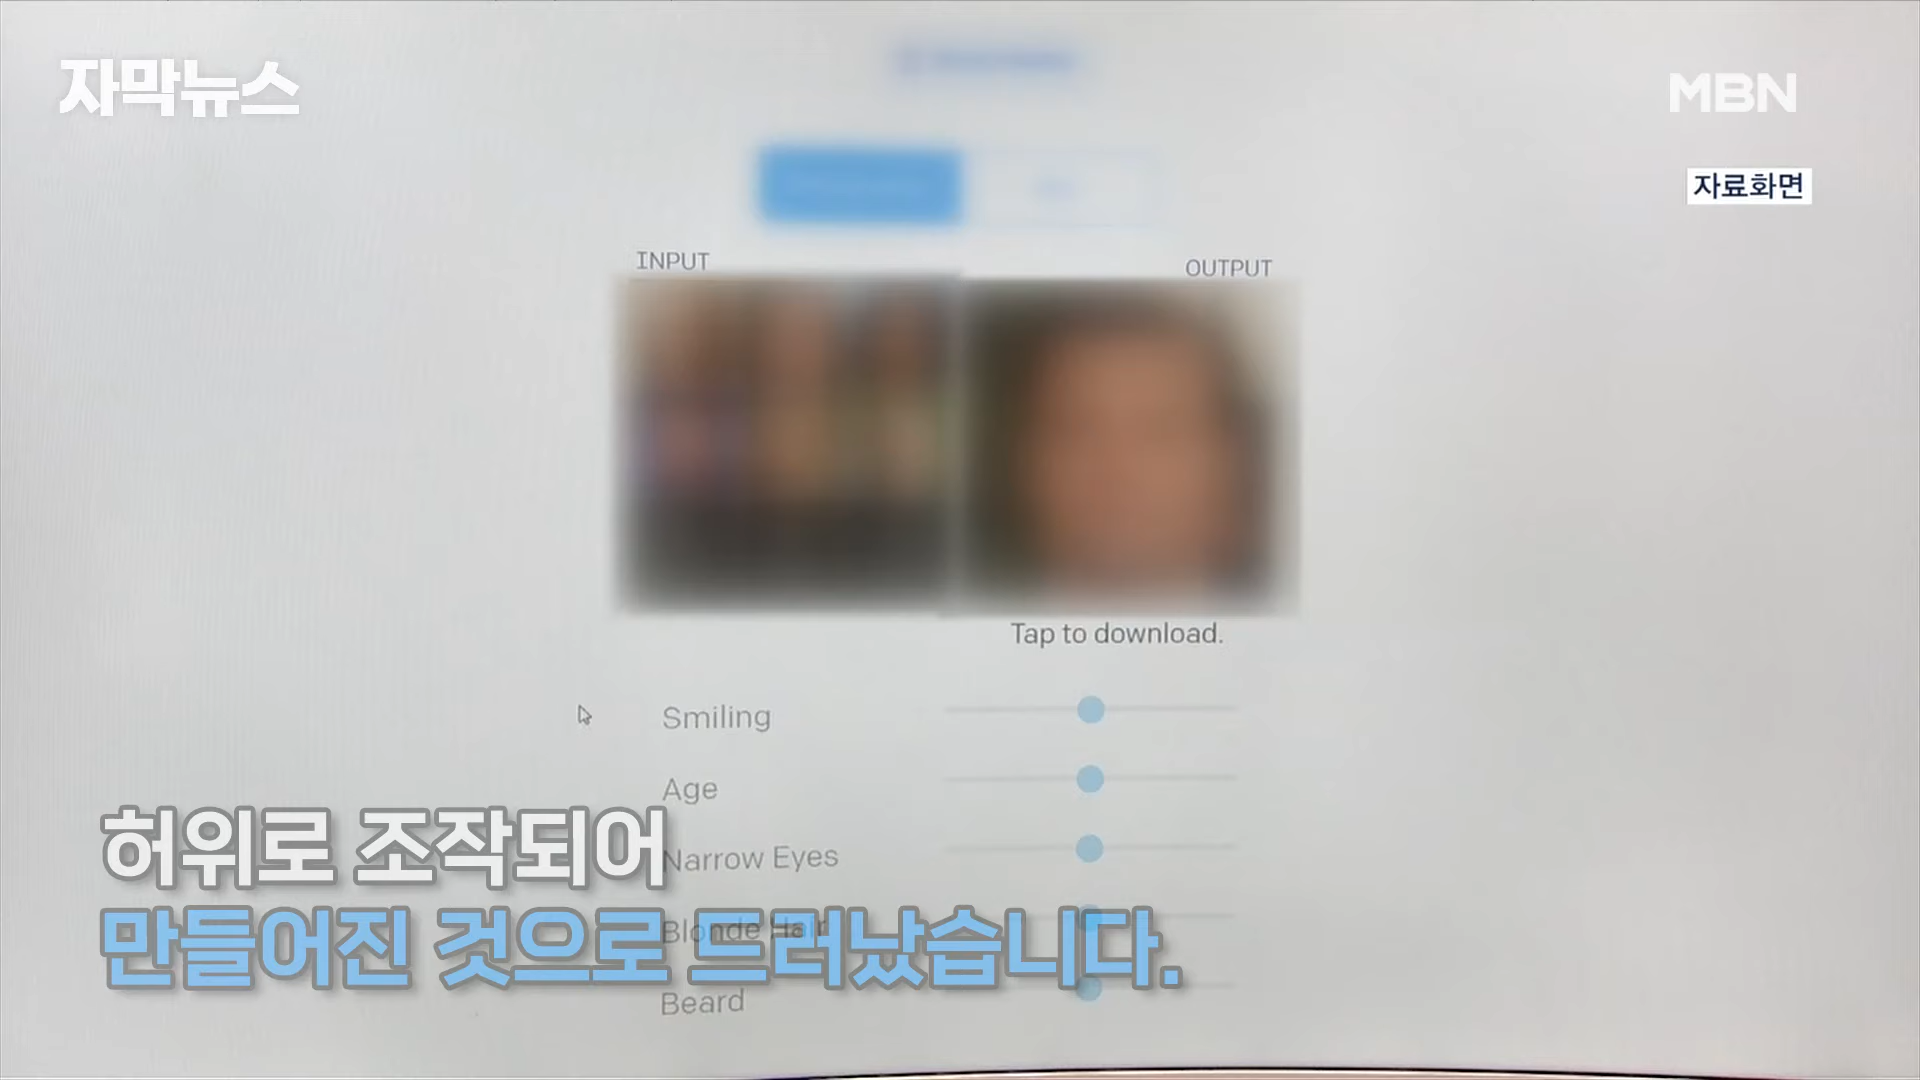 자막뉴스
MBN
자료화면
INPUT
OUTPUT
Tap to download.
Smiling
Age
Narrow Eyes
Blonde Hair
Beard
허위로 조작되어
만들어진 것으로 드러났습니다.